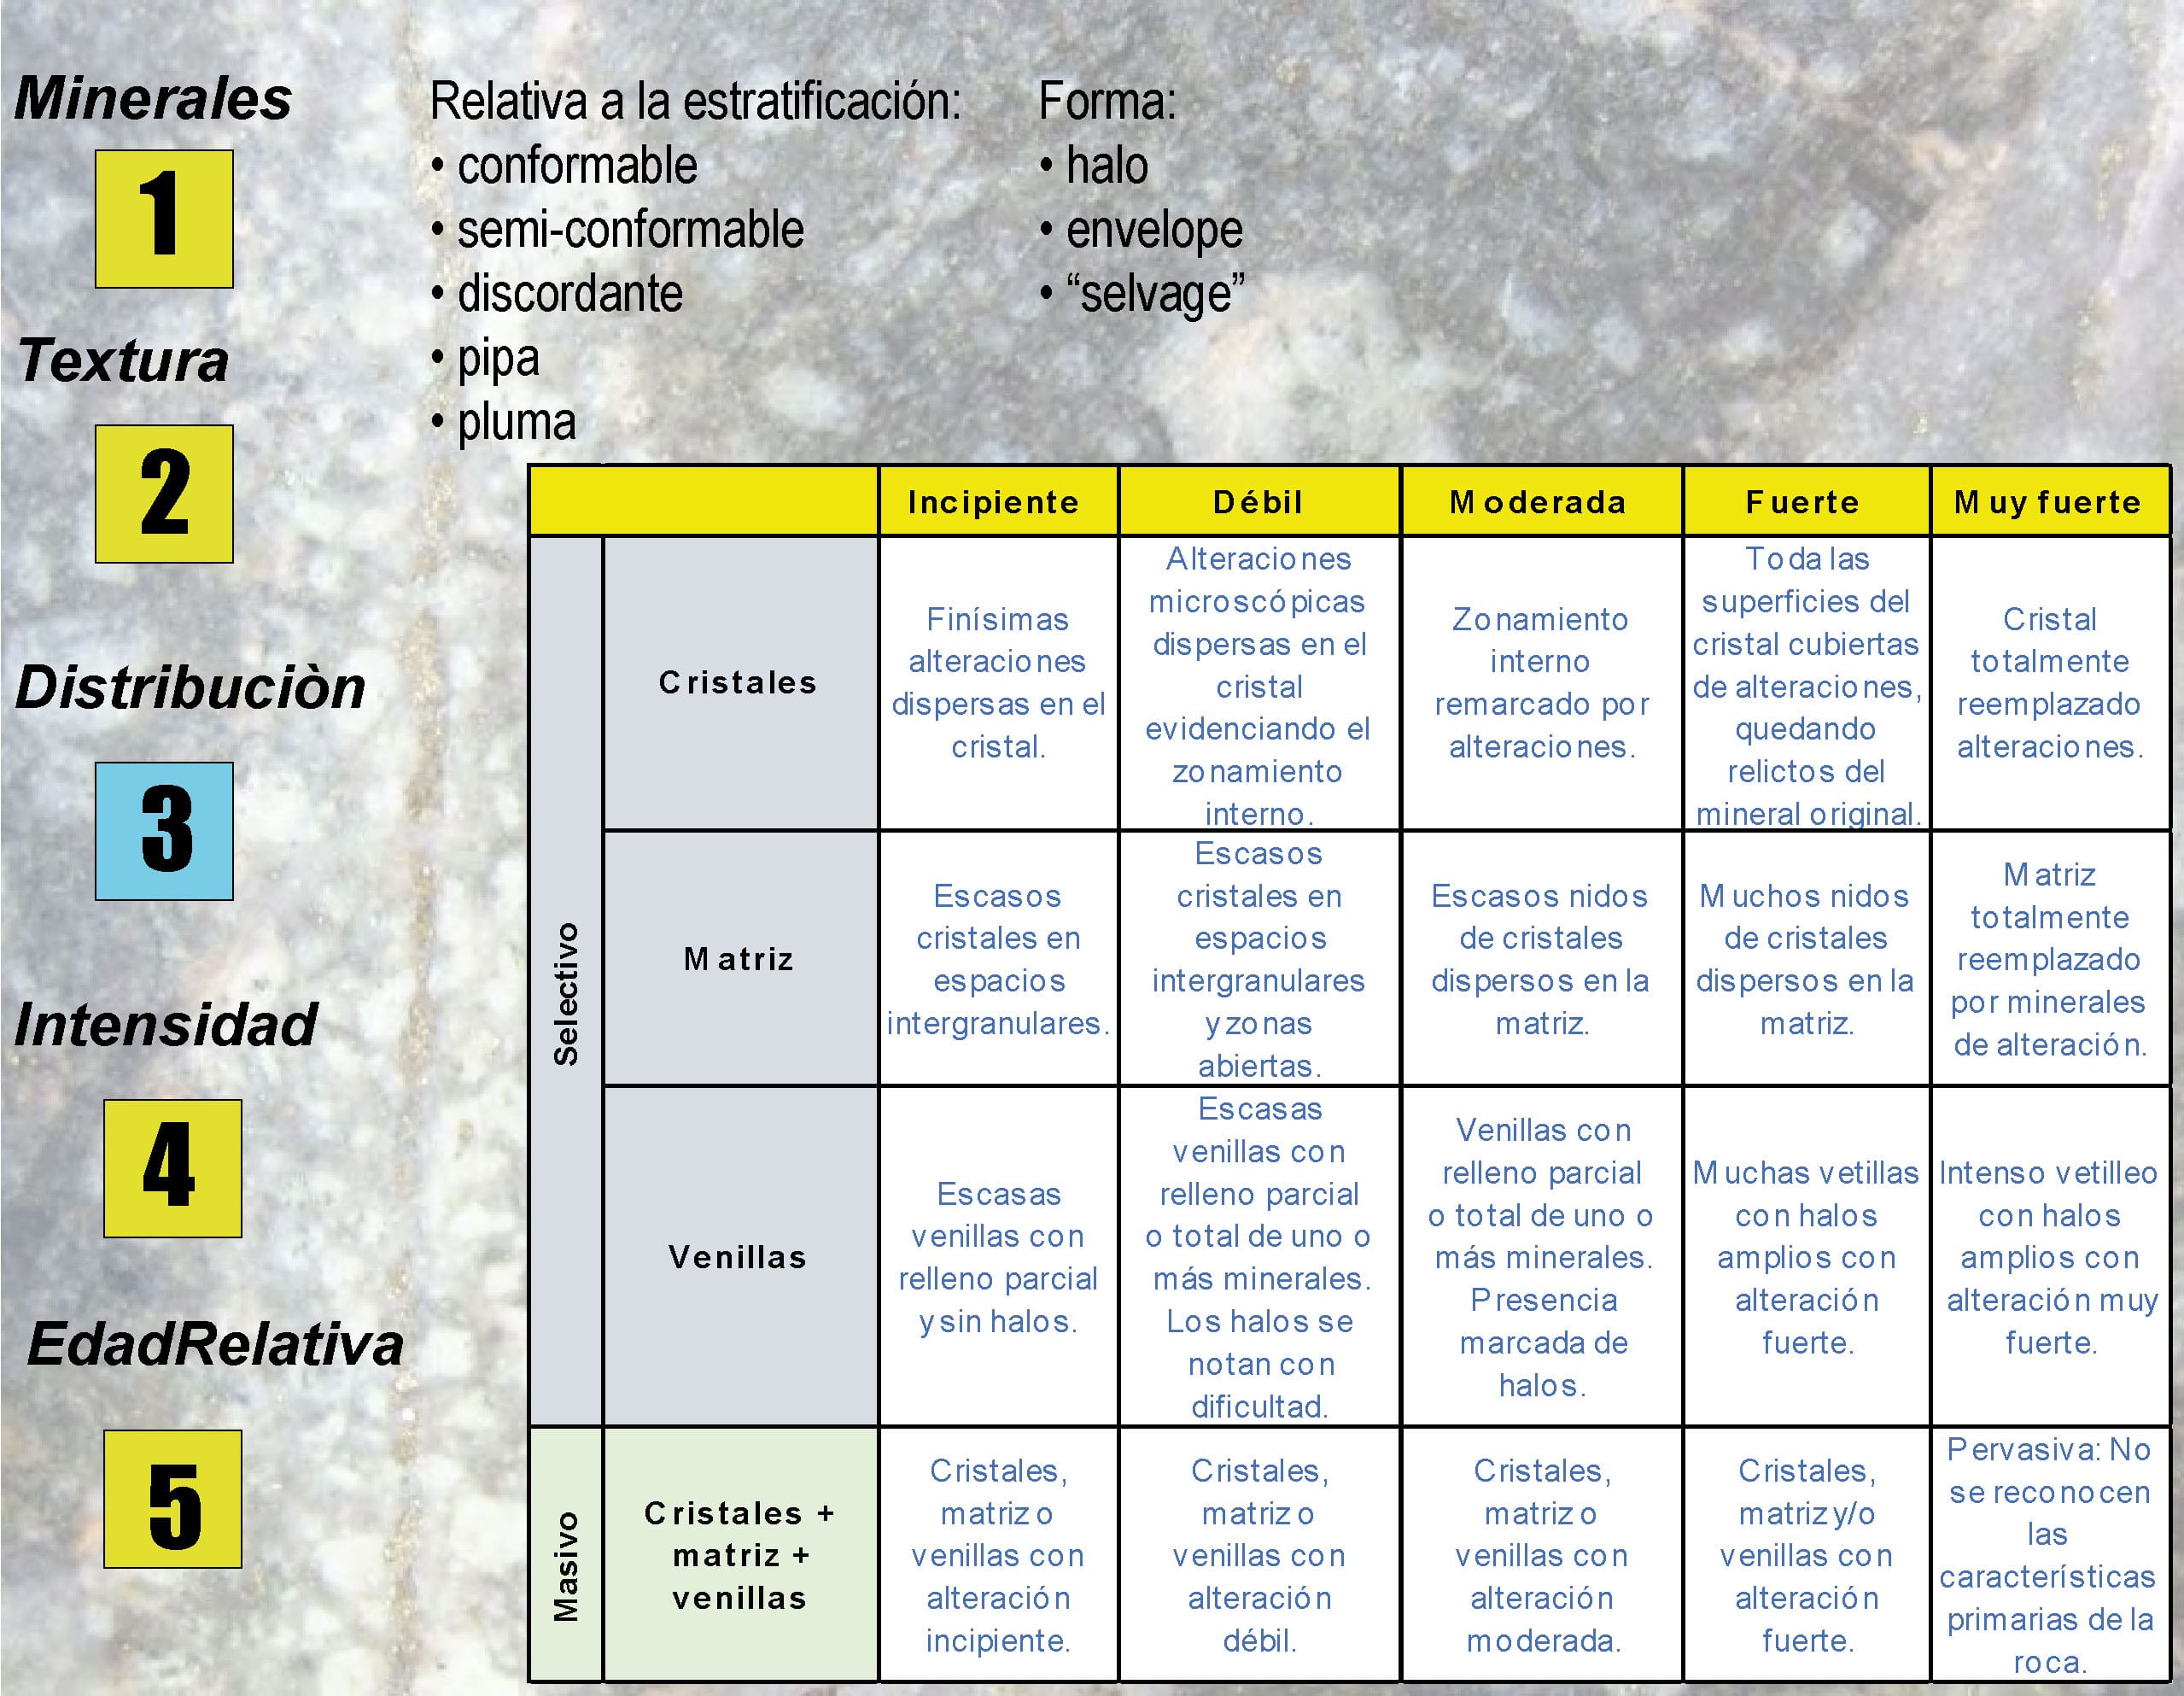 Minerales
1
Textura
2
Distribuciòn
3
Intensidad
4
EdadRelativa
5
Relativa a la estratificación:
• conformable
• semi-conformable
• discordante
• pipa
• pluma
Forma:
• halo
• envelope
• “selvage”
Incipiente
Débil
Moderada
Fuerte
Muy fuerte
Selectivo
Cristales
Finísimas
alteraciones
dispersas en el
cristal.
Alteraciones
microscópicas
dispersas en el
cristal
evidenciando el
zonamiento
interno.
Zonamiento
interno
remarcado por
alteraciones.
Toda las
superficies del
cristal cubiertas
de alteraciones,
quedando
relictos del
mineral original.
Cristal
totalmente
reemplazado
alteraciones.
Matriz
Escasos
cristales en
espacios
intergranulares.
Escasos
cristales en
espacios
intergranulares
y zonas
abiertas.
Escasos nidos
de cristales
dispersos en la
matriz.
Muchos nidos
de cristales
dispersos en la
matriz.
Matriz
totalmente
reemplazado
por minerales
de alteración.
Venillas
Escasas
venillas con
relleno parcial
y sin halos.
Escasas
venillas con
relleno parcial
o total de uno o
más minerales.
Los halos se
notan con
dificultad.
Venillas con
relleno parcial
o total de uno o
más minerales.
Presencia
marcada de
halos.
Muchas vetillas
con halos
amplios con
alteración
fuerte.
Intenso vetilleo
con halos
amplios con
alteración muy
fuerte.
Masivo
Cristales +
matriz +
venillas
Cristales,
matriz o
venillas con
alteración
incipiente.
Cristales,
matriz o
venillas con
alteración
débil.
Cristales,
matriz o
venillas con
alteración
moderada.
Cristales,
matriz y/o
venillas con
alteración
fuerte.
Pervasiva: No
se reconocen
las
características
primarias de la
roca.